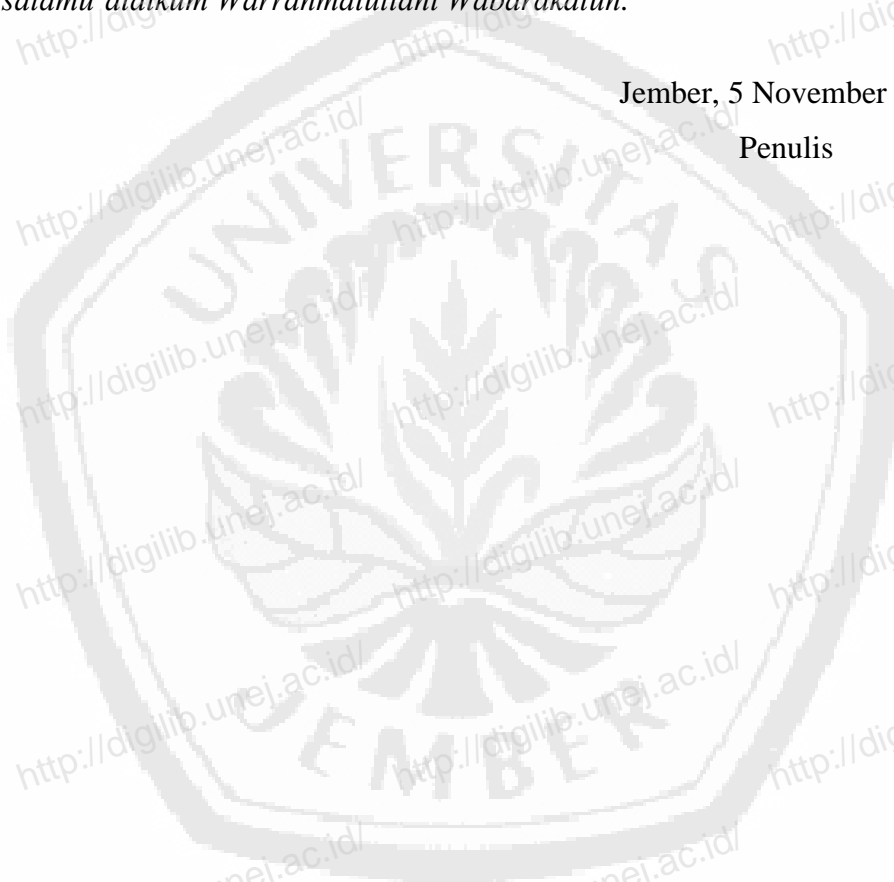 salamu alaikum Warrahmatullahi Wabarakatuh.
Jember, 5 November
Penulis
UNIVERSITAS
JEMBER
http://digilib.unej.ac.id/